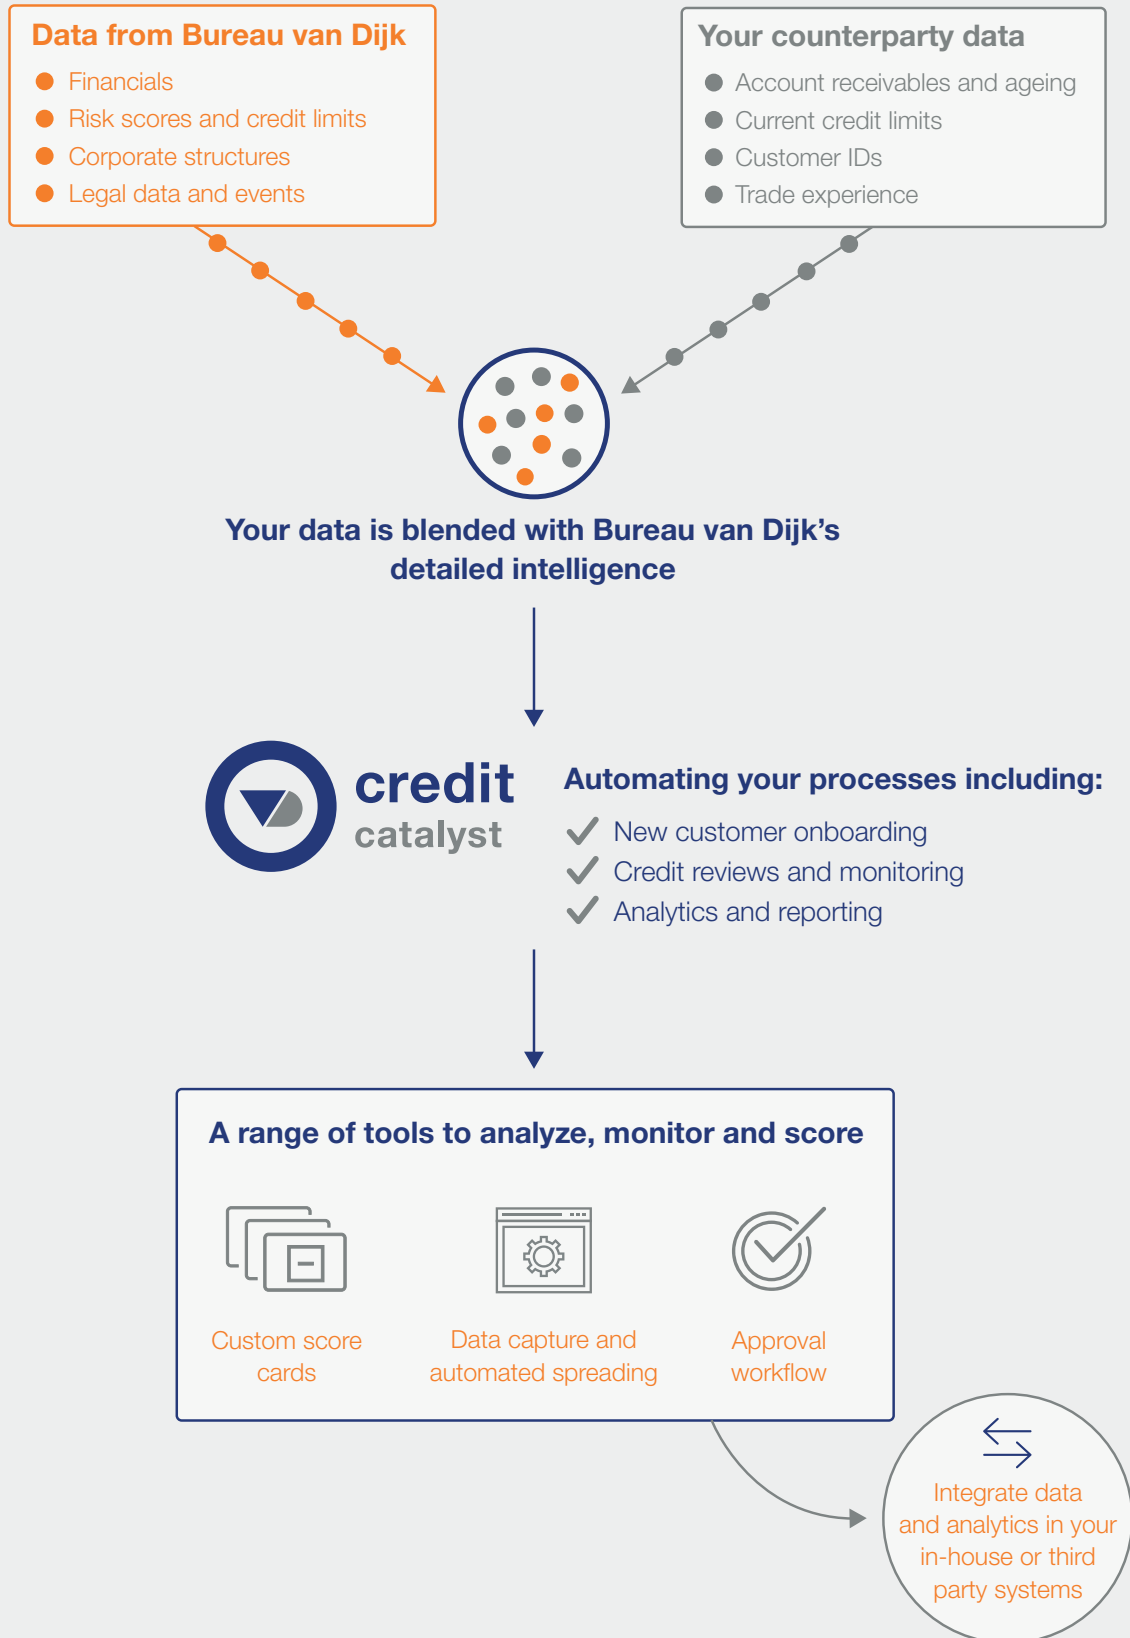 Data from Bureau van Dijk
Financials
Risk scores and credit limits
Corporate structures
Legal data and events
Your counterparty data
Account receivables and ageing
Current credit limits
Customer IDs
Trade experience
Your data is blended with Bureau van Dijk’s
detailed intelligence
credit
catalyst
Automating your processes including:
New customer onboarding
Credit reviews and monitoring
Analytics and reporting
A range of tools to analyze, monitor and score
Custom score
cards
Data capture and
automated spreading
Approval
workflow
Integrate data
and analytics in your
in-house or third
party systems